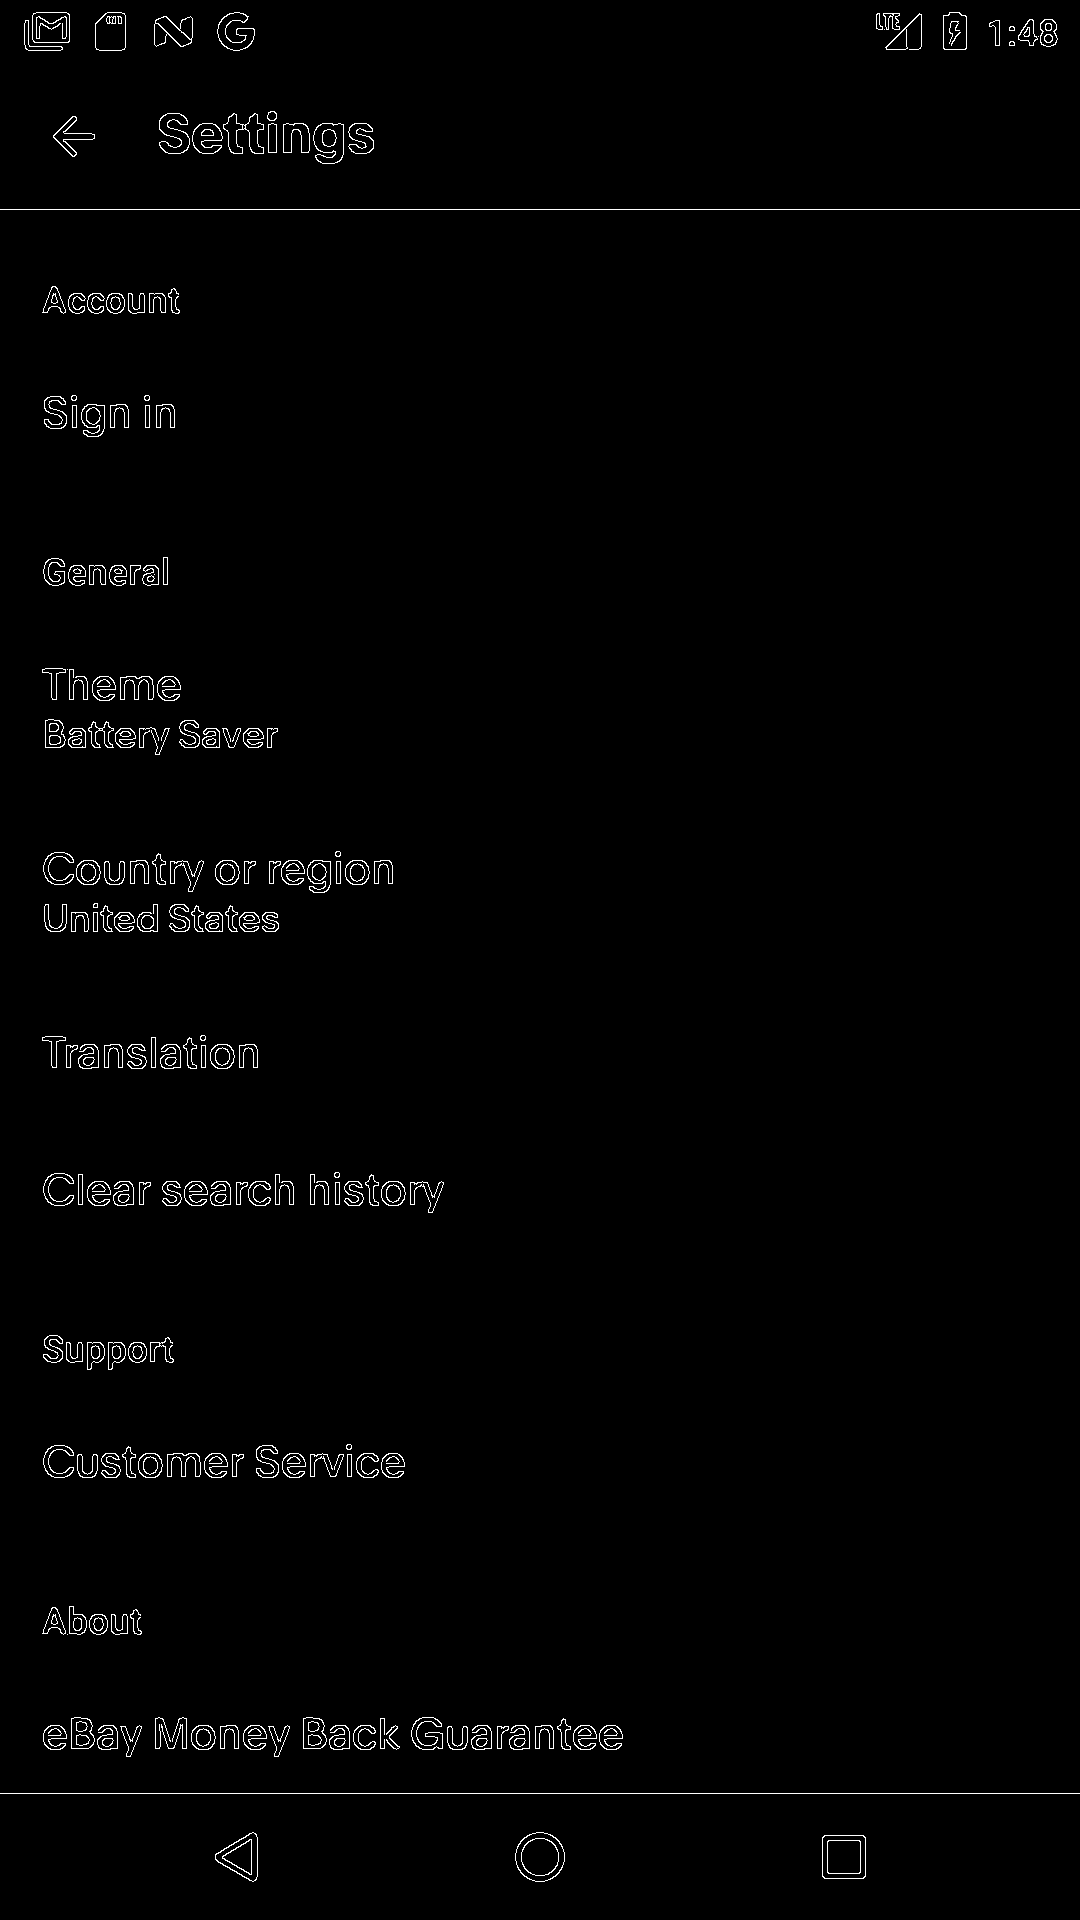 LTE 1:48
Settings
Account
Sign in
General
Theme
Battery Saver
Country or region
United States
Translation
Clear search history
Support
Customer Service
About
eBay Money Back Guarantee